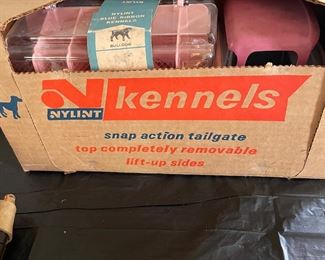 NYLINT
BLUE RIBBON
KENNELS
BULLDOG
NYLINT
kennels
snap action tailgate
top completely removable
lift-up sides